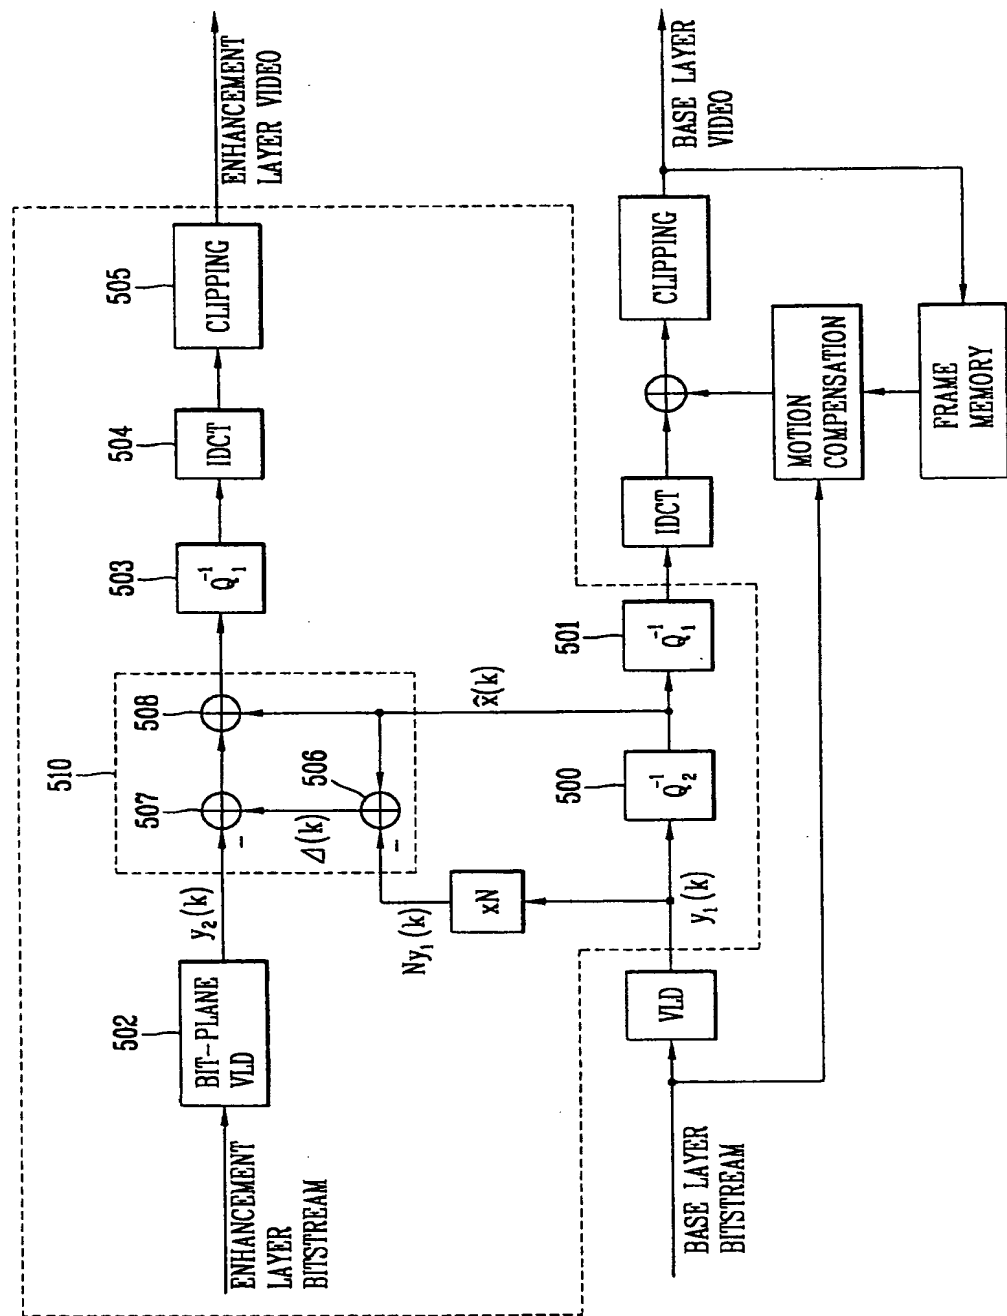 ENHANCEMENT
LAYER
BITSTREAM
502
BIT-PLANE
VLD
y₂(k)
510
507
508
-
503
Q₁⁻¹
504
IDCT
505
CLIPPING
ENHANCEMENT
LAYER VIDEO
Δ(k)
506
-
Ny₁(k)
xN
x̂(k)
BASE LAYER
BITSTREAM
VLD
y₁(k)
500
Q₂⁻¹
501
Q₁⁻¹
IDCT
CLIPPING
BASE LAYER
VIDEO
MOTION
COMPENSATION
FRAME
MEMORY